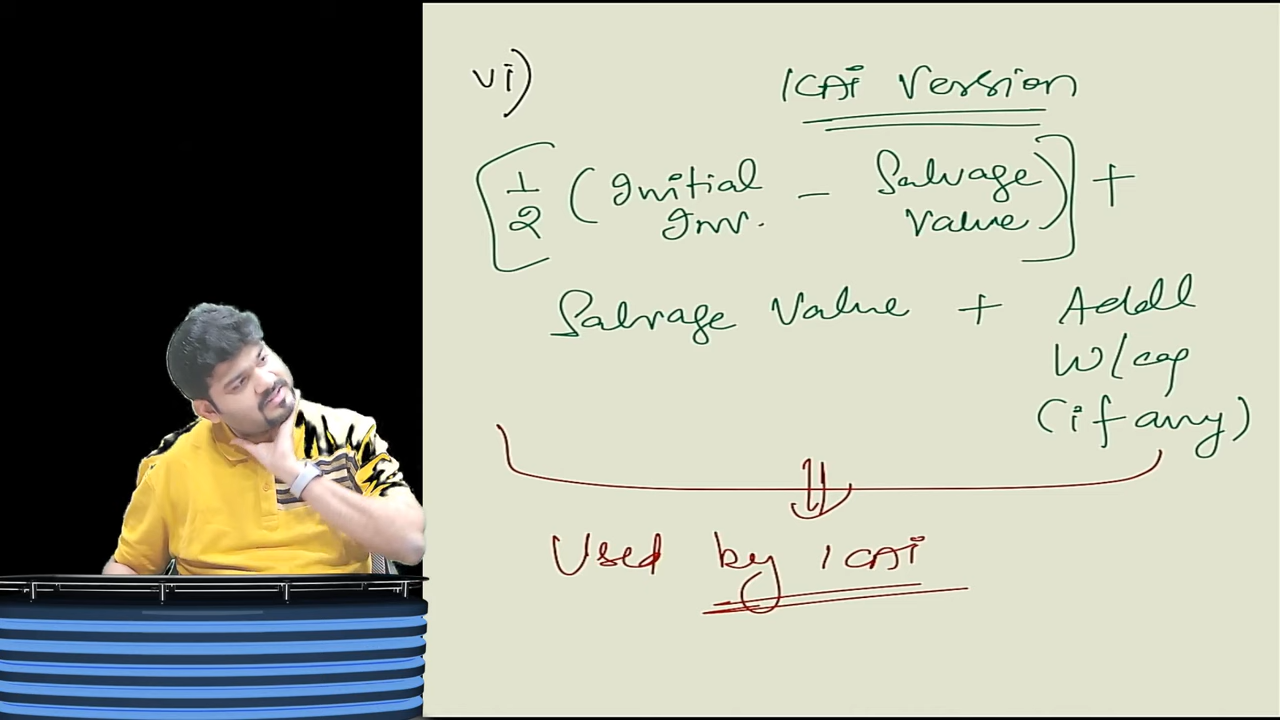 vi)
ICAI Version
[1/2 (Initial Inv. - Salvage Value)] +
Salvage Value + Addl
W/cap
(if any)
Used by ICAI